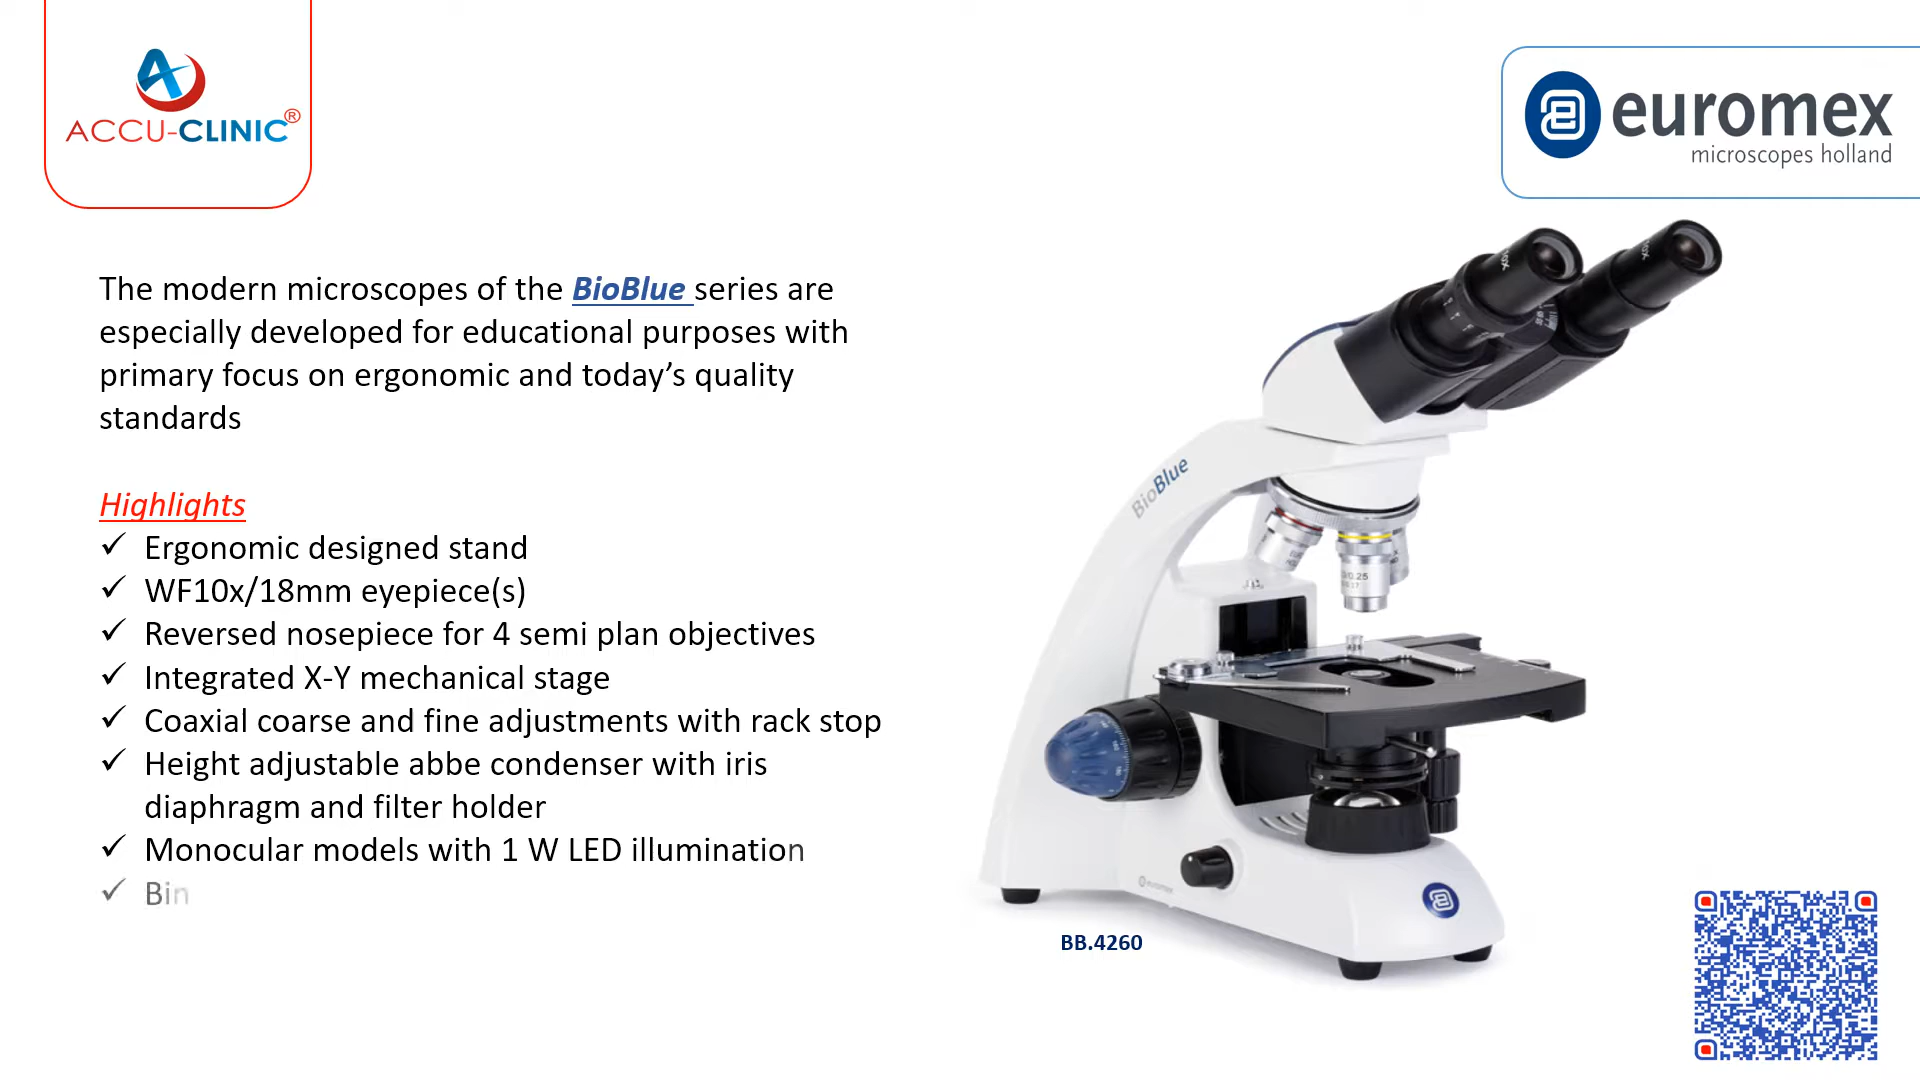 ACCU-CLINIC®
euromex
microscopes holland
The modern microscopes of the BioBlue series are
especially developed for educational purposes with
primary focus on ergonomic and today’s quality
standards
Highlights
✓ Ergonomic designed stand
✓ WF10x/18mm eyepiece(s)
✓ Reversed nosepiece for 4 semi plan objectives
✓ Integrated X-Y mechanical stage
✓ Coaxial coarse and fine adjustments with rack stop
✓ Height adjustable abbe condenser with iris
diaphragm and filter holder
✓ Monocular models with 1 W LED illumination
✓ Bin
BioBlue
0.25
euromex
BB.4260